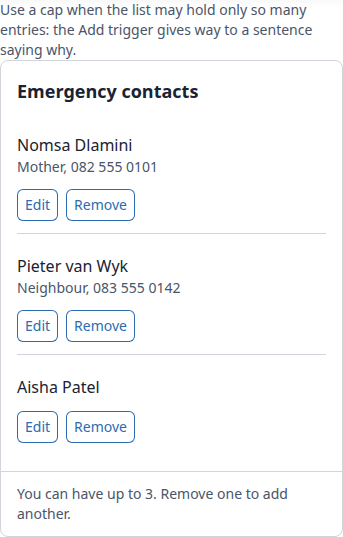 Use a cap when the list may hold only so many
entries: the Add trigger gives way to a sentence
saying why.
Emergency contacts
Nomsa Dlamini
Mother, 082 555 0101
Edit Remove
Pieter van Wyk
Neighbour, 083 555 0142
Edit Remove
Aisha Patel
Edit Remove
You can have up to 3. Remove one to add
another.